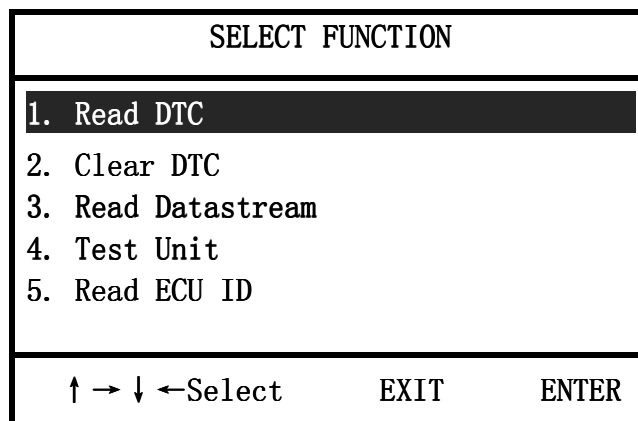 SELECT FUNCTION
1. Read DTC
2. Clear DTC
3. Read Datastream
4. Test Unit
5. Read ECU ID
↑→↓←Select EXIT ENTER